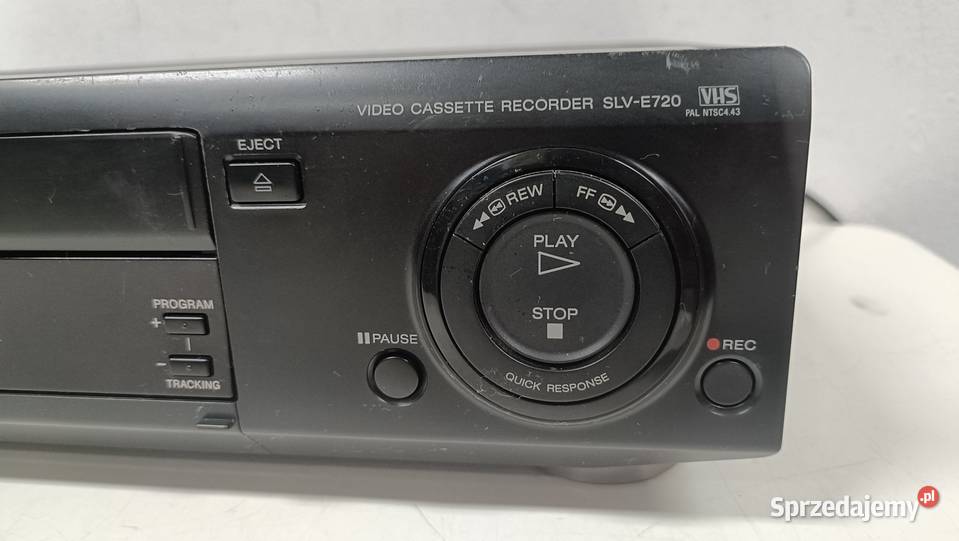 VIDEO CASSETTE RECORDER SLV-E720 VHS
PAL NTSC4.43
EJECT
REW FF
PLAY
STOP
QUICK RESPONSE
PROGRAM
+
-
TRACKING
PAUSE
REC
Sprzedajemy.pl